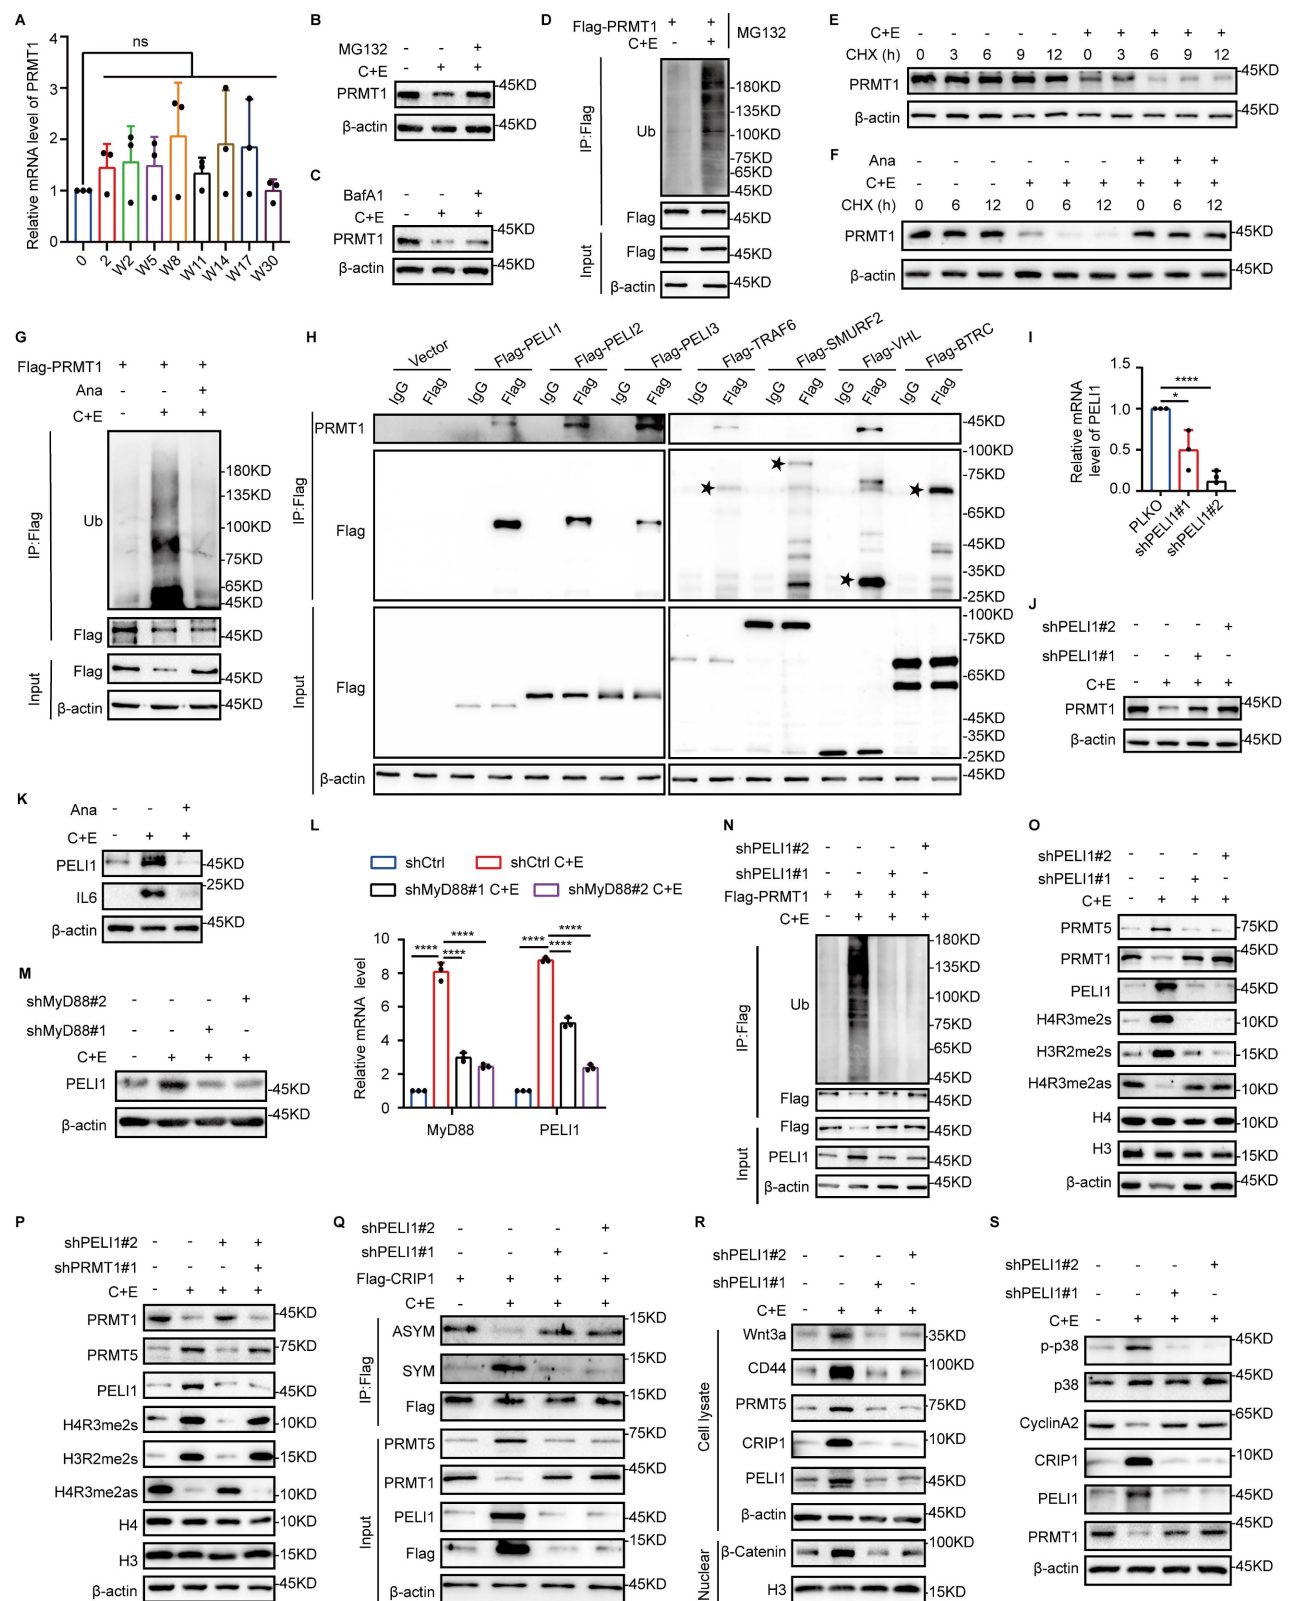 A
Relative mRNA level of PRMT1
4
3
2
1
0
ns
0 2 W2 W5 W8 W11 W14 W17 W30
B
MG132 - - +
C+E - + +
PRMT1 -45KD
β-actin -45KD
C
BafA1 - - +
C+E - + +
PRMT1 -45KD
β-actin -45KD
D
Flag-PRMT1 + + MG132
C+E - +
IP:Flag
Ub
-180KD
-135KD
-100KD
-75KD
-65KD
-45KD
Flag -45KD
Input
Flag -45KD
β-actin -45KD
E
C+E - - - - - + + + + +
CHX (h) 0 3 6 9 12 0 3 6 9 12
PRMT1 -45KD
β-actin -45KD
F
Ana - - - - - - + + +
C+E - - - + + + + + +
CHX (h) 0 6 12 0 6 12 0 6 12
PRMT1 -45KD
β-actin -45KD
G
Flag-PRMT1 + + +
Ana - - +
C+E - + +
IP:Flag
Ub
-180KD
-135KD
-100KD
-75KD
-65KD
-45KD
Flag -45KD
Input
Flag -45KD
β-actin -45KD
H
Vector Flag-PELI1 Flag-PELI2 Flag-PELI3 Flag-TRAF6 Flag-SMURF2 Flag-VHL Flag-BTRC
IgG Flag IgG Flag IgG Flag IgG Flag IgG Flag IgG Flag IgG Flag IgG Flag
IP:Flag
PRMT1 -45KD
Flag
-100KD
-75KD
-65KD
-45KD
-35KD
-25KD
Input
Flag
-100KD
-75KD
-65KD
-45KD
-35KD
-25KD
β-actin -45KD
I
Relative mRNA
level of PELI1
1.5
1.0
0.5
0.0
****
*
PLKO shPELI1#1 shPELI1#2
J
shPELI1#2 - - - +
shPELI1#1 - - + -
C+E - + + +
PRMT1 -45KD
β-actin -45KD
K
Ana - - +
C+E - + +
PELI1 -45KD
IL6 -25KD
β-actin -45KD
L
shCtrl shCtrl C+E
shMyD88#1 C+E shMyD88#2 C+E
Relative mRNA level
10
8
6
4
2
0
**** **** ****
**** **** ****
MyD88 PELI1
M
shMyD88#2 - - - +
shMyD88#1 - - + -
C+E - + + +
PELI1 -45KD
β-actin -45KD
N
shPELI1#2 - - - +
shPELI1#1 - - + -
Flag-PRMT1 + + + +
C+E - + + +
IP:Flag
Ub
-180KD
-135KD
-100KD
-75KD
-65KD
-45KD
Flag -45KD
Input
Flag -45KD
PELI1 -45KD
β-actin -45KD
O
shPELI1#2 - - - +
shPELI1#1 - - + -
C+E - + + +
PRMT5 -75KD
PRMT1 -45KD
PELI1 -45KD
H4R3me2s -10KD
H3R2me2s -15KD
H4R3me2as -10KD
H4 -10KD
H3 -15KD
β-actin -45KD
P
shPELI1#2 - - + +
shPRMT1#1 - - - +
C+E - + + +
PRMT1 -45KD
PRMT5 -75KD
PELI1 -45KD
H4R3me2s -10KD
H3R2me2s -15KD
H4R3me2as -10KD
H4 -10KD
H3 -15KD
β-actin -45KD
Q
shPELI1#2 - - - +
shPELI1#1 - - + -
Flag-CRIP1 + + + +
C+E - + + +
IP:Flag
ASYM -15KD
SYM -15KD
Flag -15KD
Input
PRMT5 -75KD
PRMT1 -45KD
PELI1 -45KD
Flag -15KD
β-actin -45KD
R
shPELI1#2 - - - +
shPELI1#1 - - + -
C+E - + + +
Cell lysate
Wnt3a -35KD
CD44 -100KD
PRMT5 -75KD
CRIP1 -10KD
PELI1 -45KD
β-actin -45KD
Nuclear
β-Catenin -100KD
H3 -15KD
S
shPELI1#2 - - - +
shPELI1#1 - - + -
C+E - + + +
p-p38 -45KD
p38 -45KD
CyclinA2 -65KD
CRIP1 -10KD
PELI1 -45KD
PRMT1 -45KD
β-actin -45KD